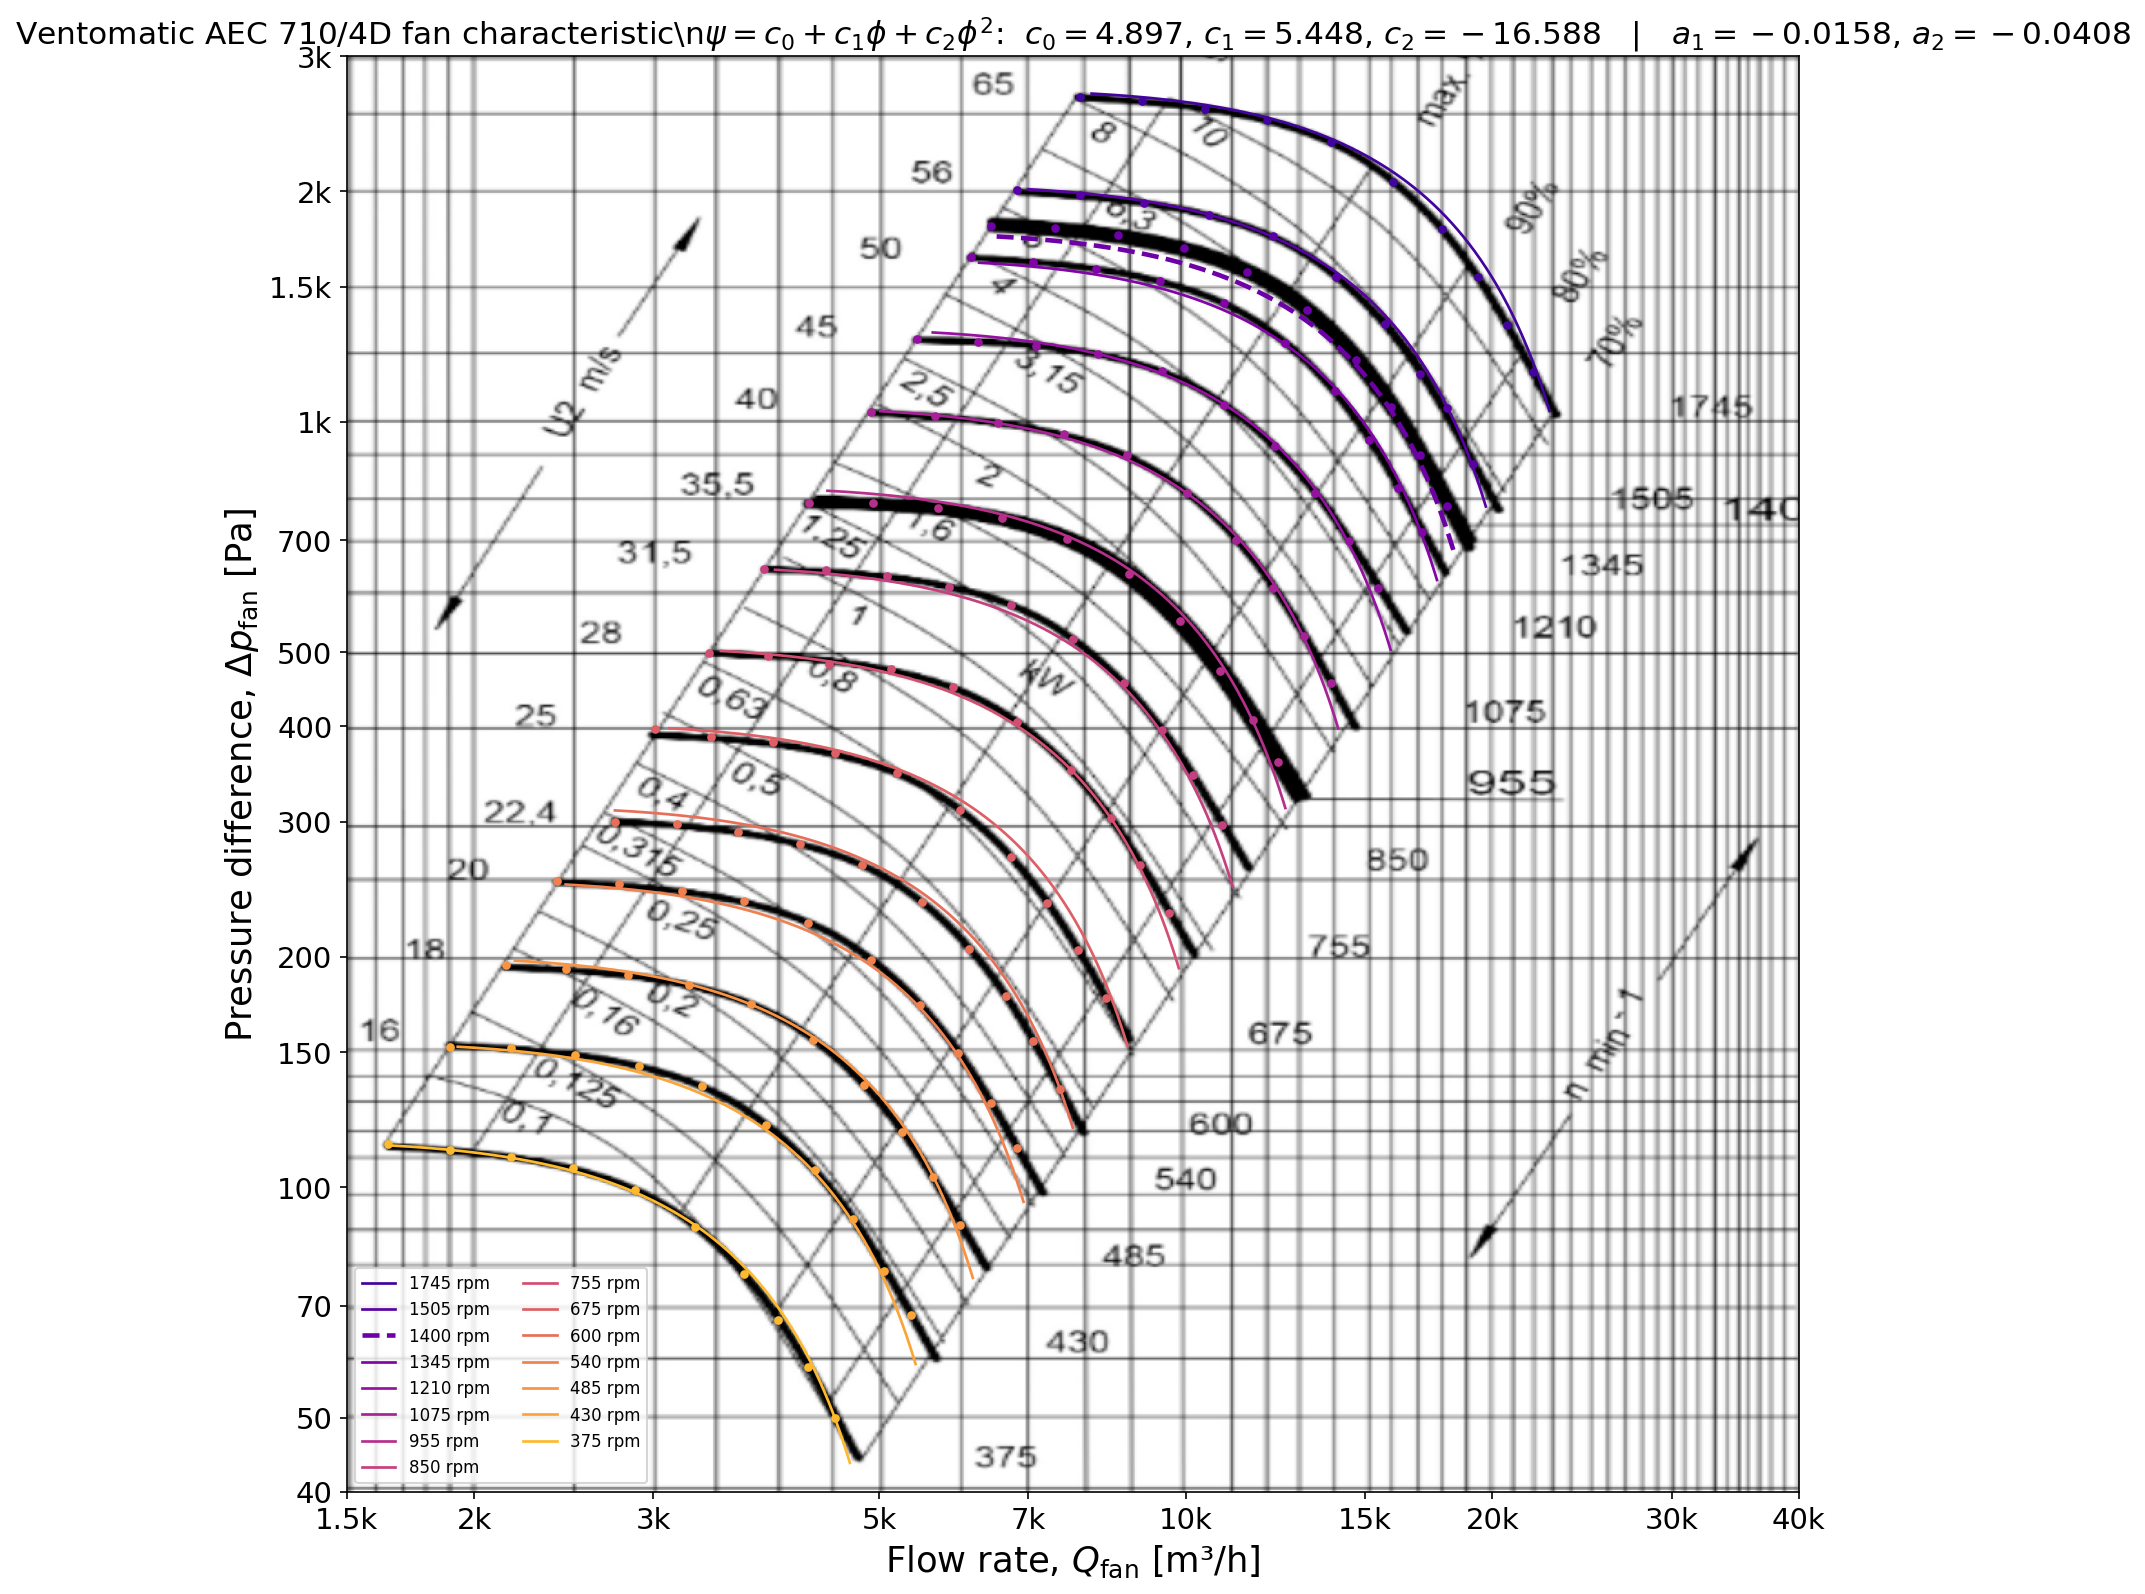 Ventomatic AEC 710/4D fan characteristic\nψ = c₀ + c₁ϕ + c₂ϕ²: c₀ = 4.897, c₁ = 5.448, c₂ = −16.588 | a₁ = −0.0158, a₂ = −0.0408
3k
2k
1.5k
1k
700
500
400
300
200
150
100
70
50
40
Pressure difference, Δp_fan [Pa]
65
56
50
45
40
35,5
31,5
28
25
22,4
20
18
16
U2 m/s
8
10
6,3
5
4
3,15
2,5
2
1,6
1,25
1
0,8
0,63
kW
0,5
0,4
0,315
0,25
0,2
0,16
0,125
0,1
max.
90%
80%
70%
1745
1505
140
1345
1210
1075
955
850
755
675
600
540
485
430
375
n min-1
1745 rpm
1505 rpm
1400 rpm
1345 rpm
1210 rpm
1075 rpm
955 rpm
850 rpm
755 rpm
675 rpm
600 rpm
540 rpm
485 rpm
430 rpm
375 rpm
1.5k
2k
3k
5k
7k
10k
15k
20k
30k
40k
Flow rate, Q_fan [m³/h]